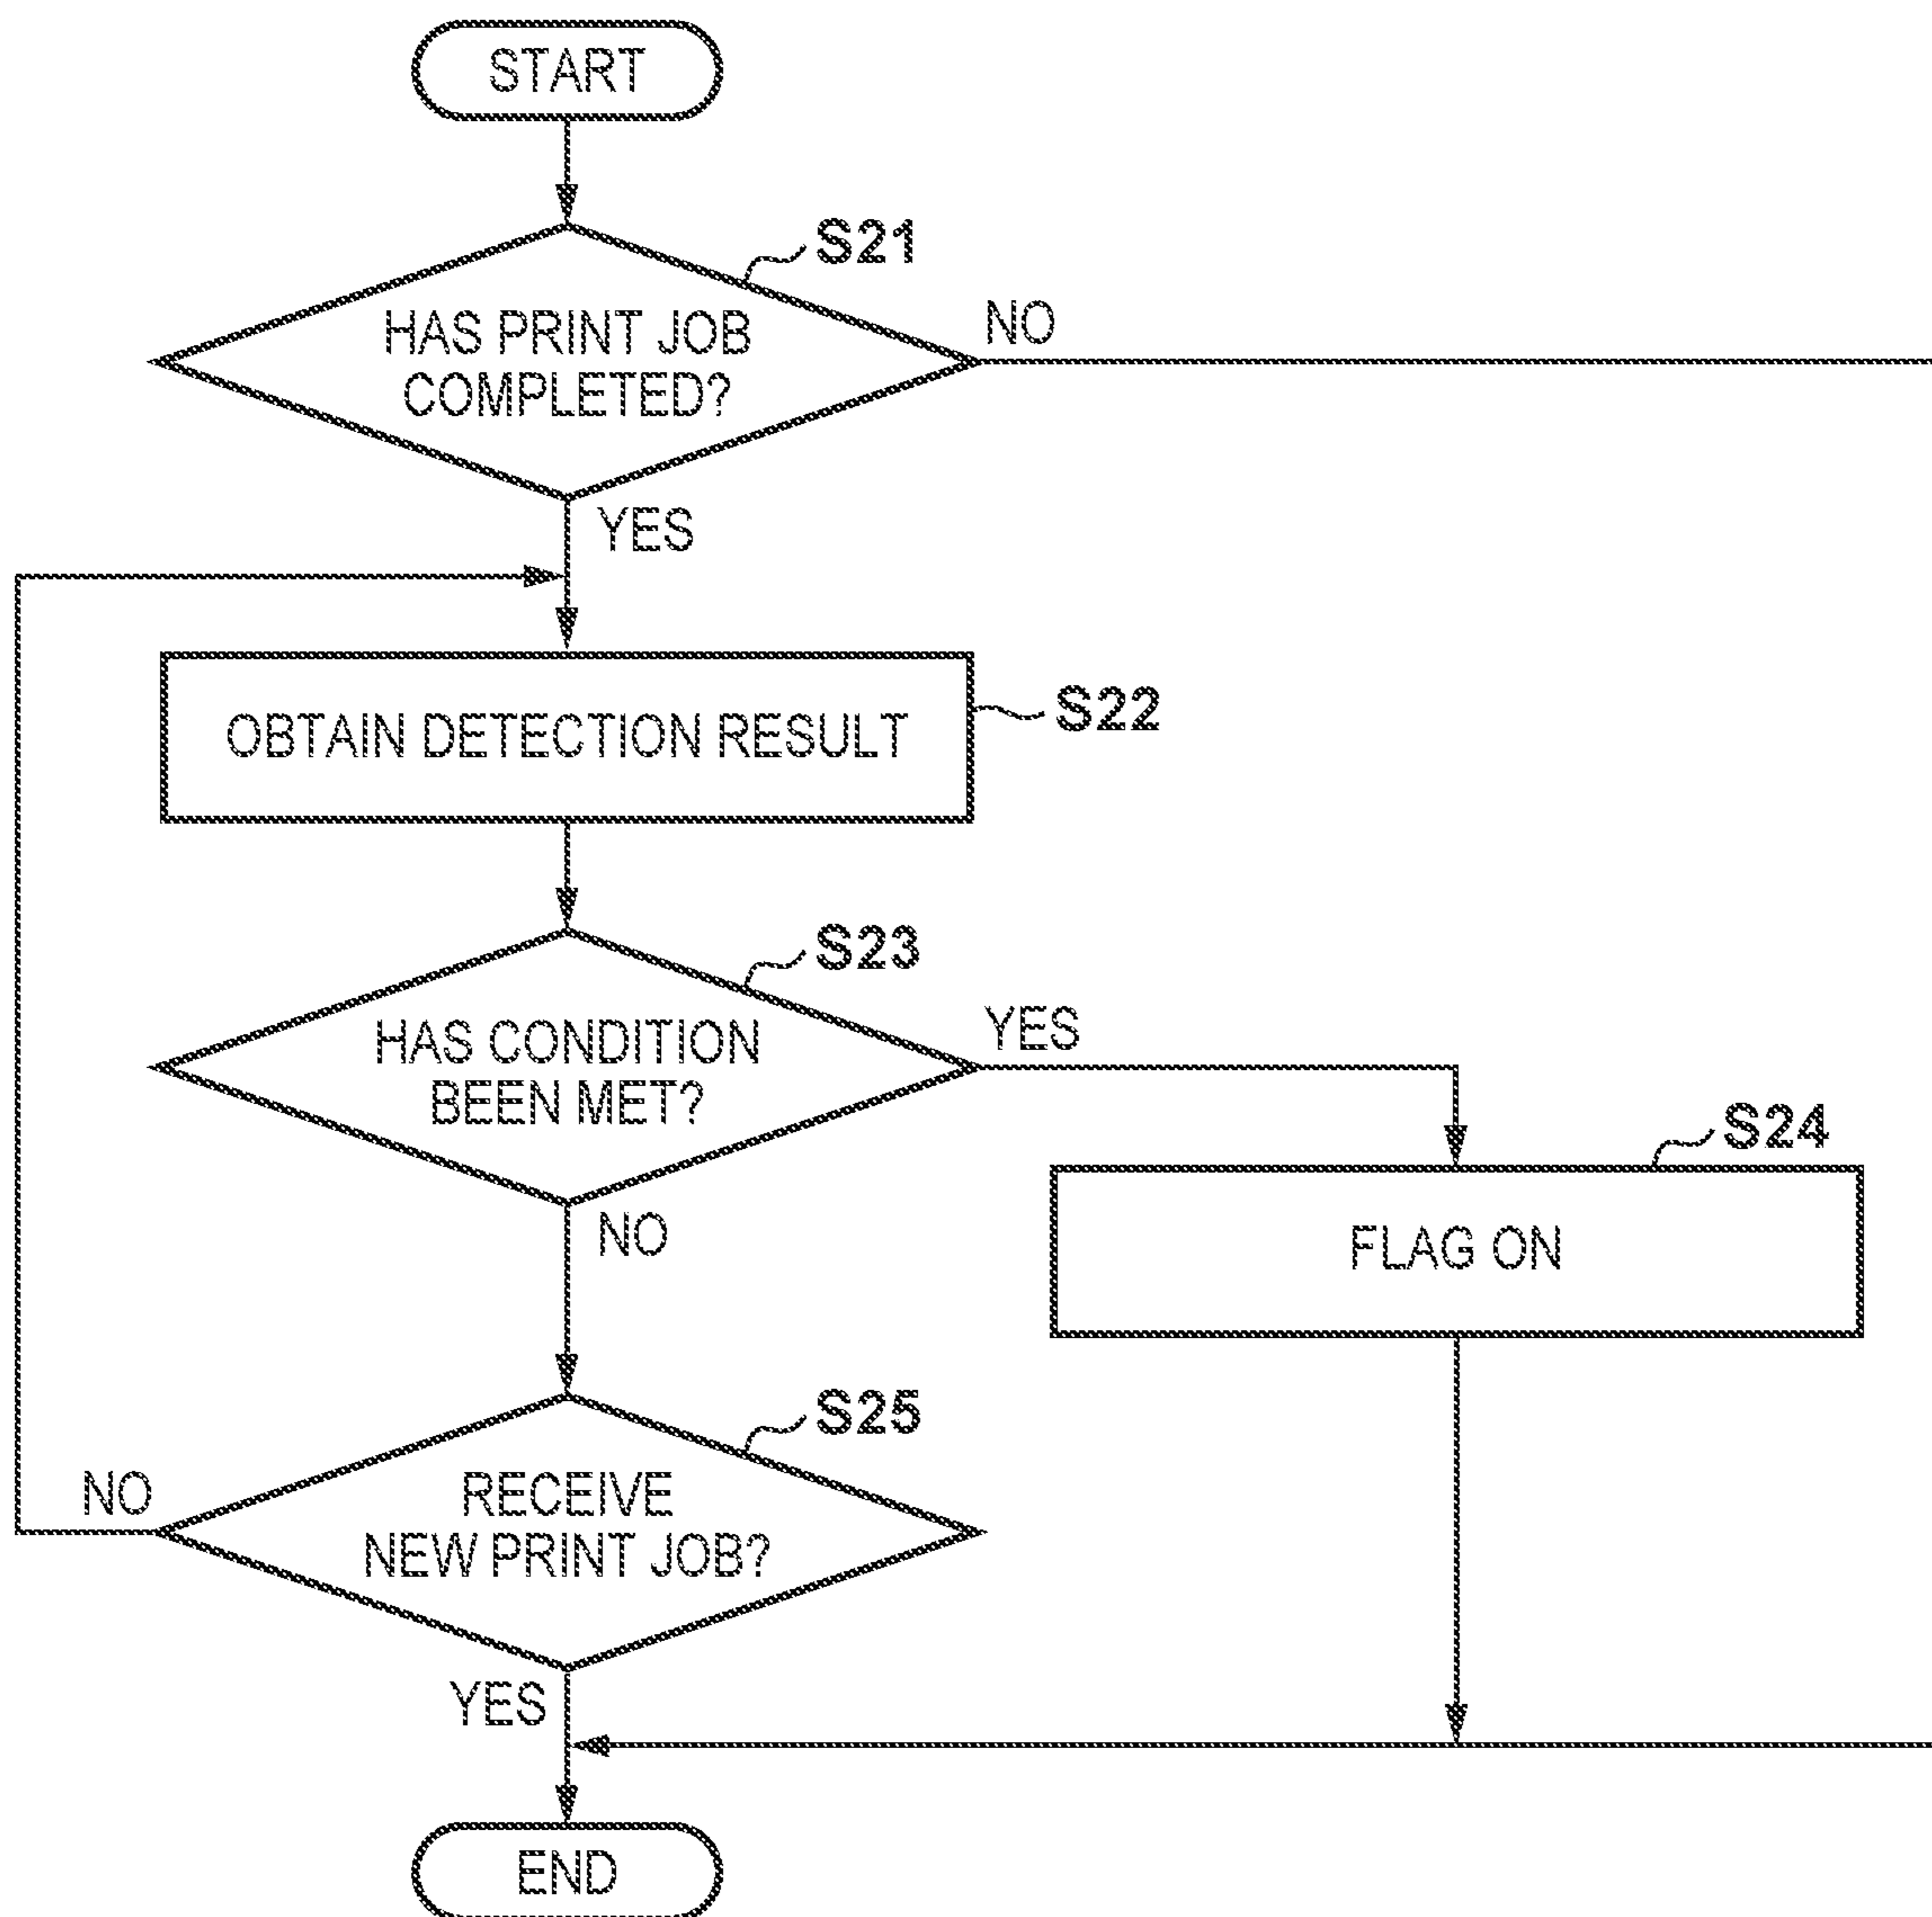 START
S21
HAS PRINT JOB
COMPLETED?
NO
YES
OBTAIN DETECTION RESULT
S22
S23
HAS CONDITION
BEEN MET?
YES
NO
S24
FLAG ON
S25
RECEIVE
NEW PRINT JOB?
NO
YES
END